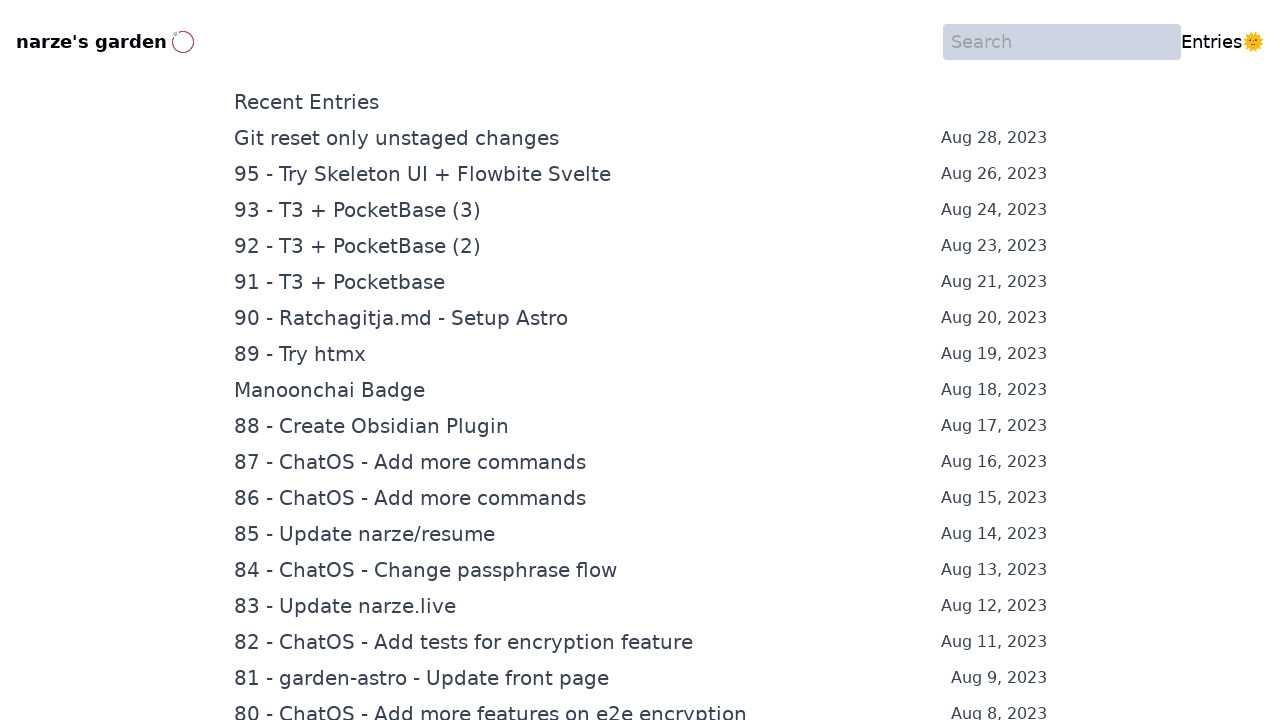 narze's garden
Search
Entries🌞
Recent Entries
Git reset only unstaged changes Aug 28, 2023
95 - Try Skeleton UI + Flowbite Svelte Aug 26, 2023
93 - T3 + PocketBase (3) Aug 24, 2023
92 - T3 + PocketBase (2) Aug 23, 2023
91 - T3 + Pocketbase Aug 21, 2023
90 - Ratchagitja.md - Setup Astro Aug 20, 2023
89 - Try htmx Aug 19, 2023
Manoonchai Badge Aug 18, 2023
88 - Create Obsidian Plugin Aug 17, 2023
87 - ChatOS - Add more commands Aug 16, 2023
86 - ChatOS - Add more commands Aug 15, 2023
85 - Update narze/resume Aug 14, 2023
84 - ChatOS - Change passphrase flow Aug 13, 2023
83 - Update narze.live Aug 12, 2023
82 - ChatOS - Add tests for encryption feature Aug 11, 2023
81 - garden-astro - Update front page Aug 9, 2023
80 - ChatOS - Add more features on e2e encryption Aug 8, 2023